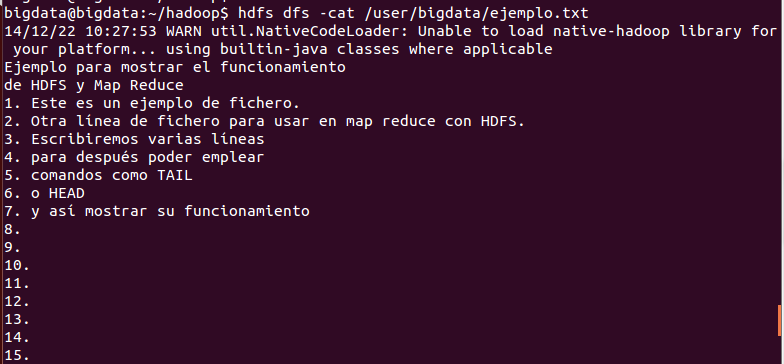 bigdata@bigdata:~/hadoop$ hdfs dfs -cat /user/bigdata/ejemplo.txt
14/12/22 10:27:53 WARN util.NativeCodeLoader: Unable to load native-hadoop library for
your platform... using builtin-java classes where applicable
Ejemplo para mostrar el funcionamiento
de HDFS y Map Reduce
1. Este es un ejemplo de fichero.
2. Otra línea de fichero para usar en map reduce con HDFS.
3. Escribiremos varias líneas
4. para después poder emplear
5. comandos como TAIL
6. o HEAD
7. y así mostrar su funcionamiento
8.
9.
10.
11.
12.
13.
14.
15.